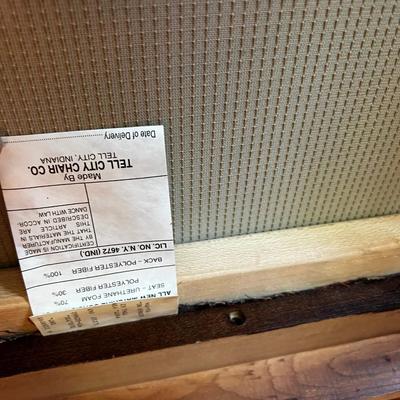 ALL NEW MATERIAL
SEAT – URETHANE FOAM 70%
POLYESTER FIBER 30%
BACK – POLYESTER FIBER 100%
LIC. NO. N.Y. 4672 (IND.)
CERTIFICATION IS MADE
BY THE MANUFACTURER
THAT THE MATERIALS IN
THIS ARTICLE ARE
DESCRIBED IN ACCOR-
DANCE WITH LAW.
Made By
TELL CITY CHAIR CO.
TELL CITY, INDIANA
Date of Delivery